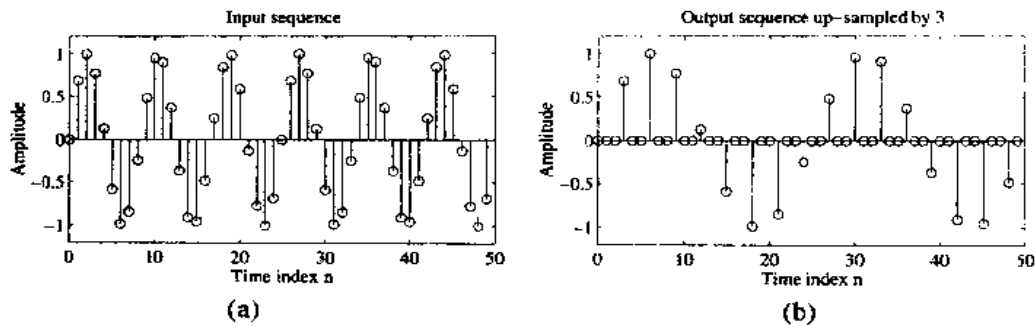 Input sequence
Amplitude
1
0.5
0
-0.5
-1
0 10 20 30 40 50
Time index n
(a)
Output sequence up-sampled by 3
Amplitude
1
0.5
0
-0.5
-1
0 10 20 30 40 50
Time index n
(b)